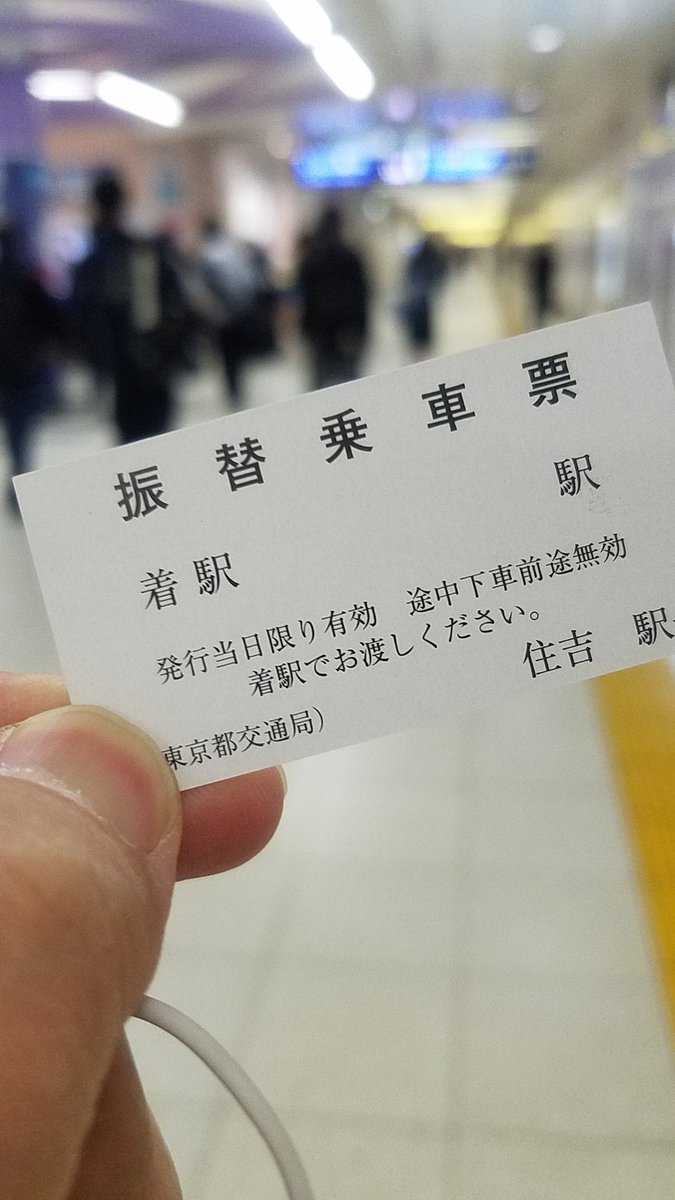 振替乗車票
駅
着駅
発行当日限り有効　途中下車前途無効
着駅でお渡しください。
住吉　駅
東京都交通局）